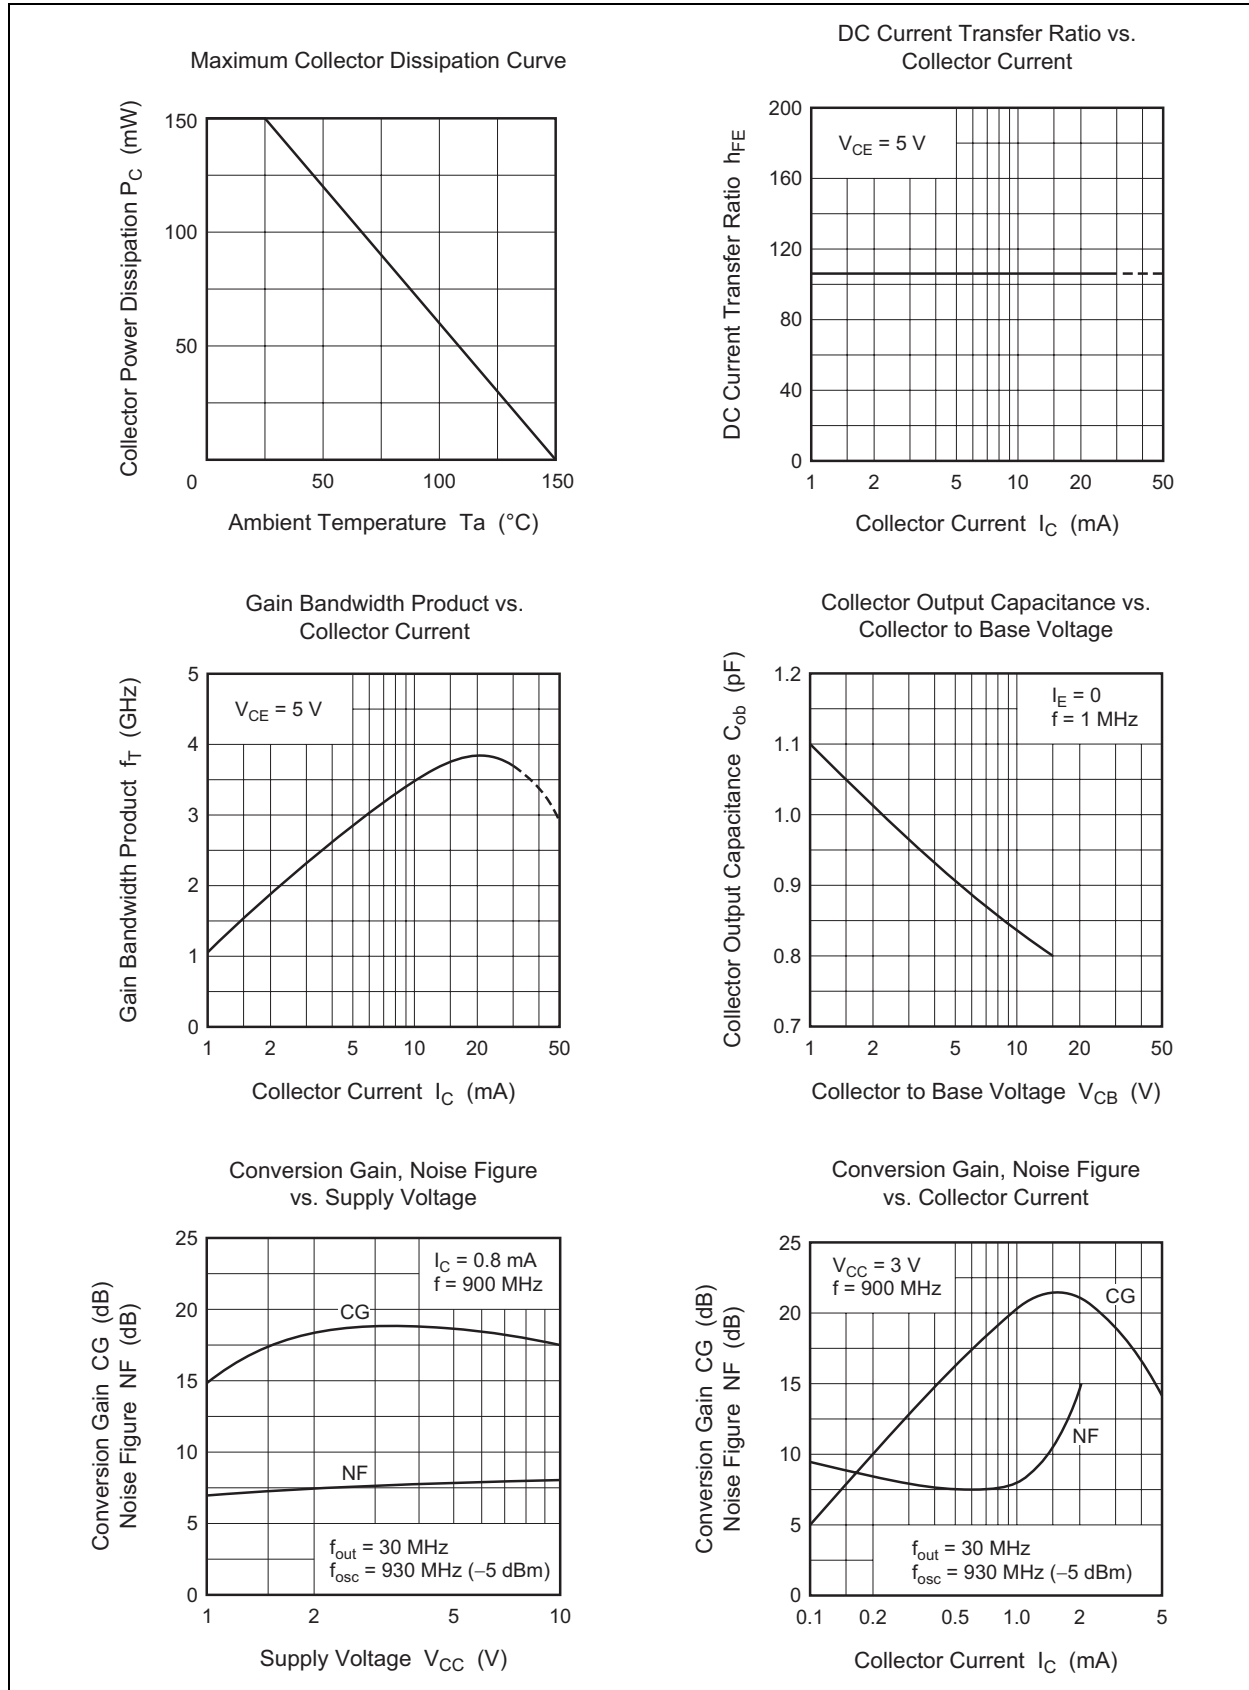 Maximum Collector Dissipation Curve
Collector Power Dissipation P_C (mW)
150
100
50
0
50
100
150
Ambient Temperature Ta (°C)
DC Current Transfer Ratio vs.
Collector Current
DC Current Transfer Ratio h_FE
200
160
120
80
40
0
V_CE = 5 V
1 2 5 10 20 50
Collector Current I_C (mA)
Gain Bandwidth Product vs.
Collector Current
Gain Bandwidth Product f_T (GHz)
5
4
3
2
1
0
V_CE = 5 V
1 2 5 10 20 50
Collector Current I_C (mA)
Collector Output Capacitance vs.
Collector to Base Voltage
Collector Output Capacitance C_ob (pF)
1.2
1.1
1.0
0.9
0.8
0.7
I_E = 0
f = 1 MHz
1 2 5 10 20 50
Collector to Base Voltage V_CB (V)
Conversion Gain, Noise Figure
vs. Supply Voltage
Conversion Gain CG (dB)
Noise Figure NF (dB)
25
20
15
10
5
0
I_C = 0.8 mA
f = 900 MHz
CG
NF
f_out = 30 MHz
f_osc = 930 MHz (–5 dBm)
1 2 5 10
Supply Voltage V_CC (V)
Conversion Gain, Noise Figure
vs. Collector Current
Conversion Gain CG (dB)
Noise Figure NF (dB)
25
20
15
10
5
0
V_CC = 3 V
f = 900 MHz
CG
NF
f_out = 30 MHz
f_osc = 930 MHz (–5 dBm)
0.1 0.2 0.5 1.0 2 5
Collector Current I_C (mA)